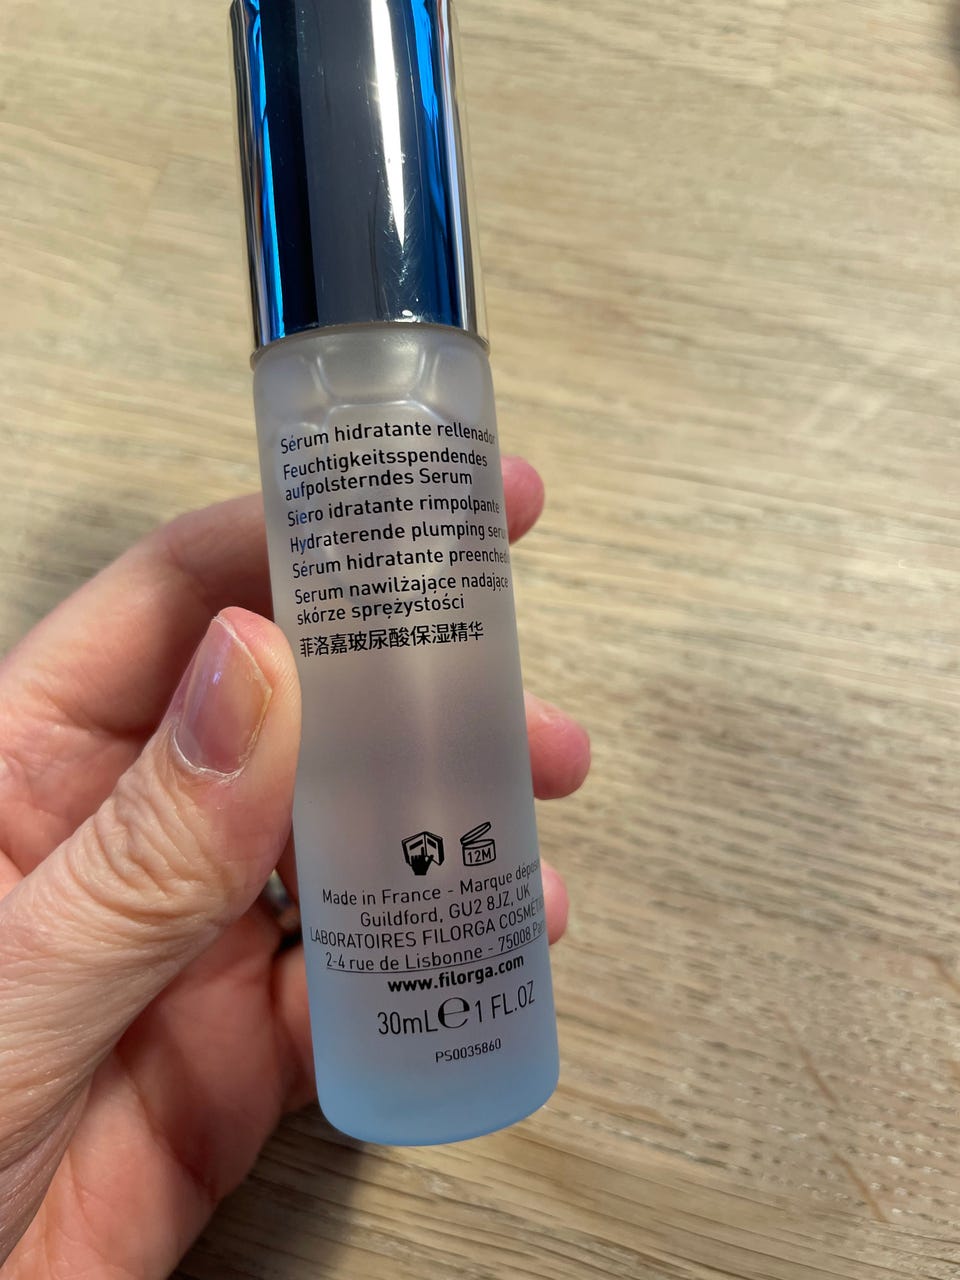 Sérum hidratante rellenador
Feuchtigkeitsspendendes
aufpolsterndes Serum
Siero idratante rimpolpante
Hydraterende plumping
Sérum hidratante
Serum nawilżające nadające
skórze sprężystości
菲洛嘉玻尿酸保湿精华
12M
Made in France - Marque
Guildford, GU2 8JZ, UK
LABORATOIRES FILORGA
2-4 rue de Lisbonne - 75008
www.filorga.com
30mL℮1 FL.OZ
PS0035860